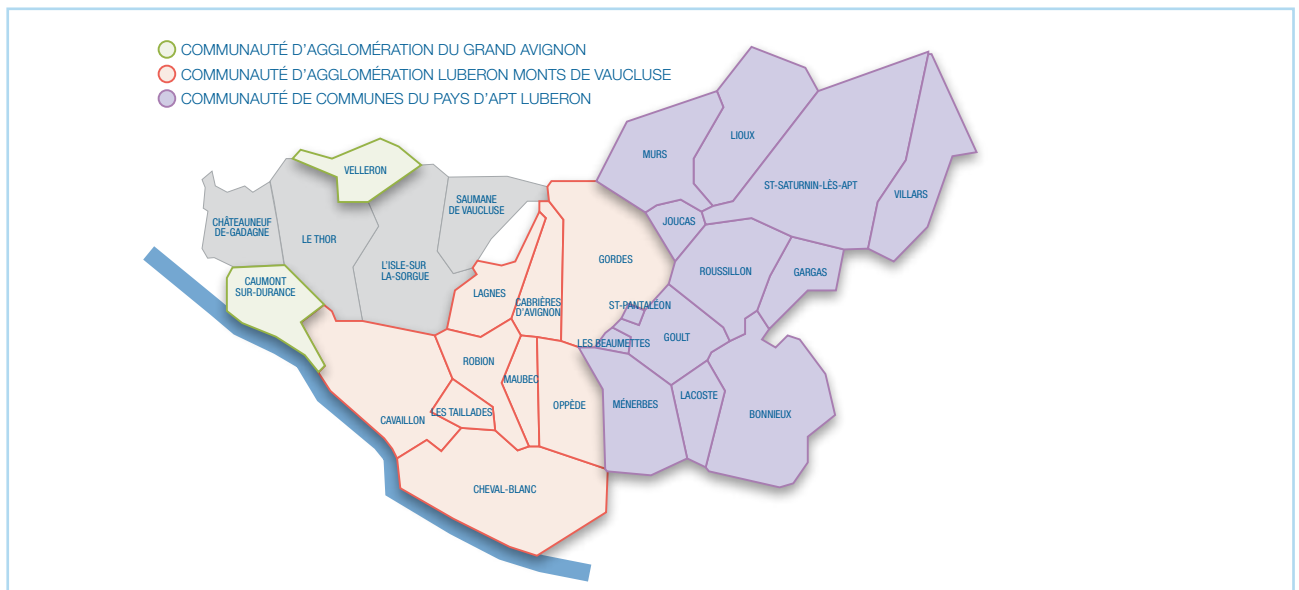 COMMUNAUTÉ D'AGGLOMÉRATION DU GRAND AVIGNON
COMMUNAUTÉ D'AGGLOMÉRATION LUBERON MONTS DE VAUCLUSE
COMMUNAUTÉ DE COMMUNES DU PAYS D'APT LUBERON
LIOUX
MURS
VELLERON
ST-SATURNIN-LÈS-APT
VILLARS
SAUMANE
DE VAUCLUSE
CHÂTEAUNEUF
DE-GADAGNE
JOUCAS
LE THOR
GORDES
L'ISLE-SUR
LA-SORGUE
ROUSSILLON
GARGAS
CAUMONT
SUR-DURANCE
LAGNES
CABRIÈRES
D'AVIGNON
ST-PANTALÉON
GOULT
LES BEAUMETTES
ROBION
MAUBEC
OPPÈDE
MÉNERBES
LACOSTE
LES TAILLADES
CAVAILLON
BONNIEUX
CHEVAL-BLANC